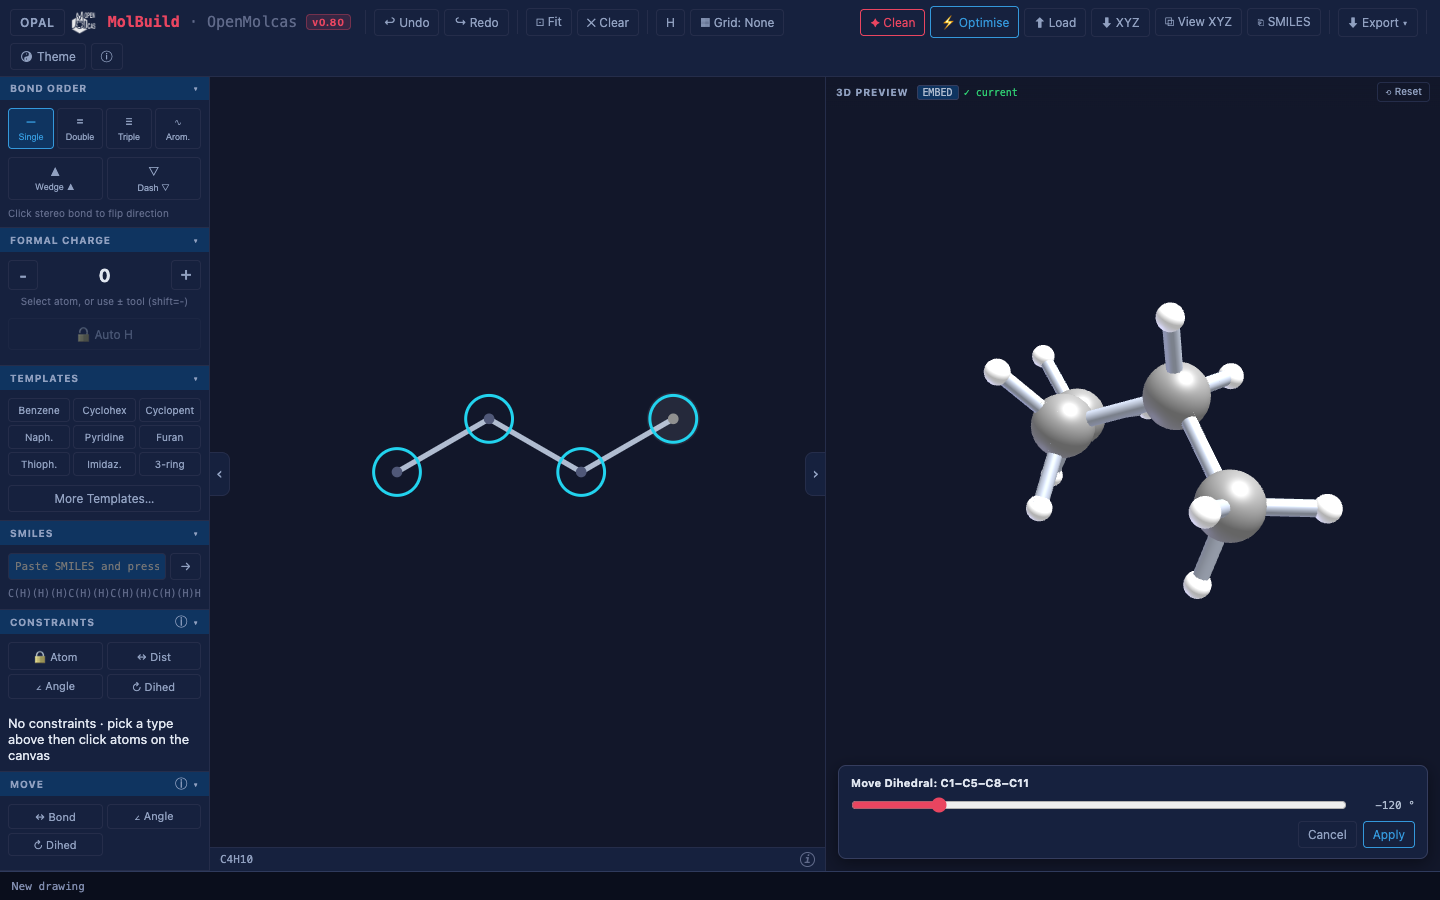 OPAL MolBuild · OpenMolcas v0.80 Undo Redo Fit Clear H Grid: None Clean Optimise Load XYZ View XYZ SMILES Export
Theme
BOND ORDER
Single Double Triple Arom.
Wedge ▲ Dash ▽
Click stereo bond to flip direction
FORMAL CHARGE
- 0 +
Select atom, or use ± tool (shift=-)
Auto H
TEMPLATES
Benzene Cyclohex Cyclopent
Naph. Pyridine Furan
Thioph. Imidaz. 3-ring
More Templates...
SMILES
Paste SMILES and press
C(H)(H)(H)C(H)(H)C(H)(H)C(H)(H)H
CONSTRAINTS
Atom Dist
Angle Dihed
No constraints · pick a type
above then click atoms on the
canvas
MOVE
Bond Angle
Dihed
C4H10
3D PREVIEW EMBED ✓ current Reset
Move Dihedral: C1–C5–C8–C11
−120 °
Cancel Apply
New drawing